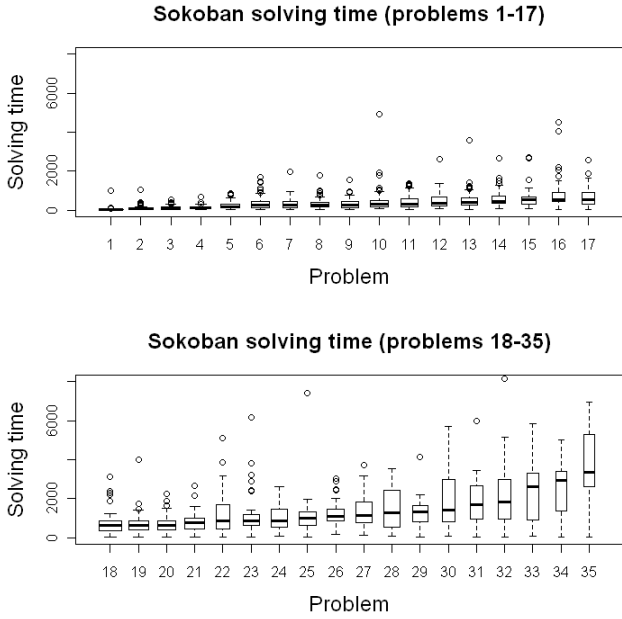 Sokoban solving time (problems 1-17)
Solving time
6000
2000
0
1 2 3 4 5 6 7 8 9 10 11 12 13 14 15 16 17
Problem
Sokoban solving time (problems 18-35)
Solving time
6000
2000
0
18 19 20 21 22 23 24 25 26 27 28 29 30 31 32 33 34 35
Problem